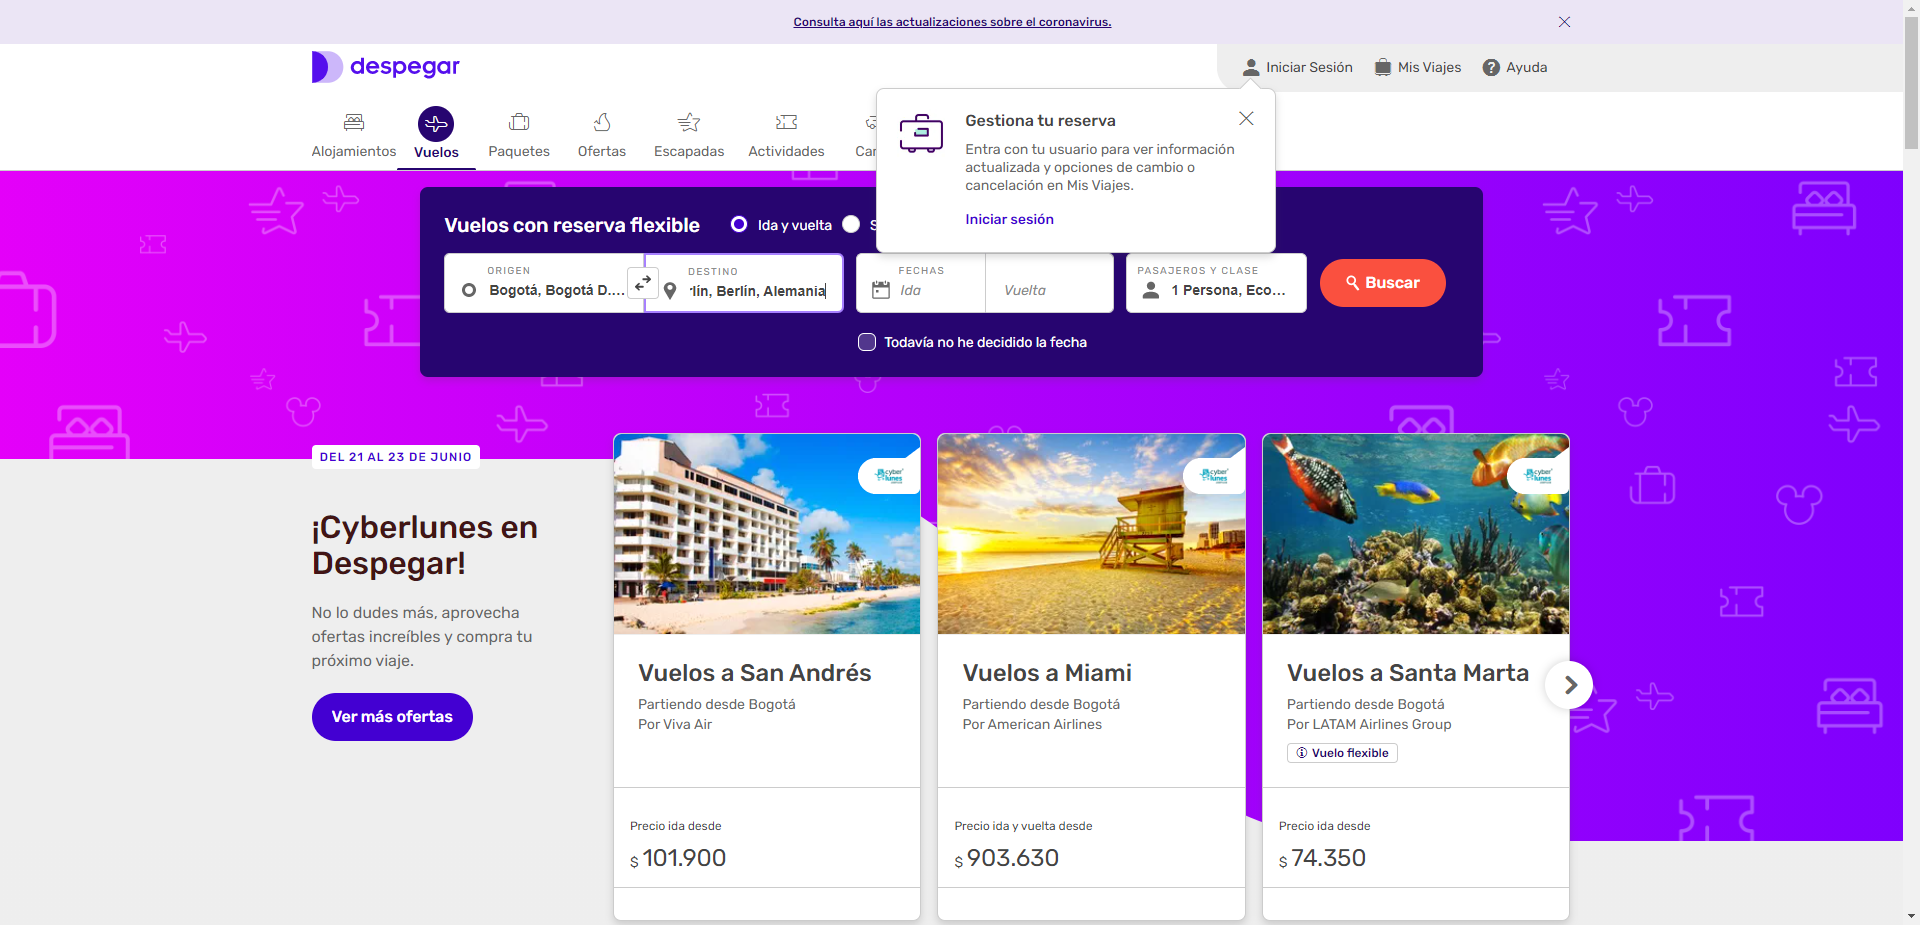 Consulta aquí las actualizaciones sobre el coronavirus.
despegar
Iniciar Sesión
Mis Viajes
Ayuda
Alojamientos
Vuelos
Paquetes
Ofertas
Escapadas
Actividades
Gestiona tu reserva
Entra con tu usuario para ver información
actualizada y opciones de cambio o
cancelación en Mis Viajes.
Iniciar sesión
Vuelos con reserva flexible
Ida y vuelta
ORIGEN
Bogotá, Bogotá D....
DESTINO
lín, Berlín, Alemania
FECHAS
Ida
Vuelta
PASAJEROS Y CLASE
1 Persona, Eco...
Buscar
Todavía no he decidido la fecha
DEL 21 AL 23 DE JUNIO
¡Cyberlunes en
Despegar!
No lo dudes más, aprovecha
ofertas increíbles y compra tu
próximo viaje.
Ver más ofertas
cyber
lunes
Vuelos a San Andrés
Partiendo desde Bogotá
Por Viva Air
Precio ida desde
$ 101.900
cyber
lunes
Vuelos a Miami
Partiendo desde Bogotá
Por American Airlines
Precio ida y vuelta desde
$ 903.630
cyber
lunes
Vuelos a Santa Marta
Partiendo desde Bogotá
Por LATAM Airlines Group
Vuelo flexible
Precio ida desde
$ 74.350